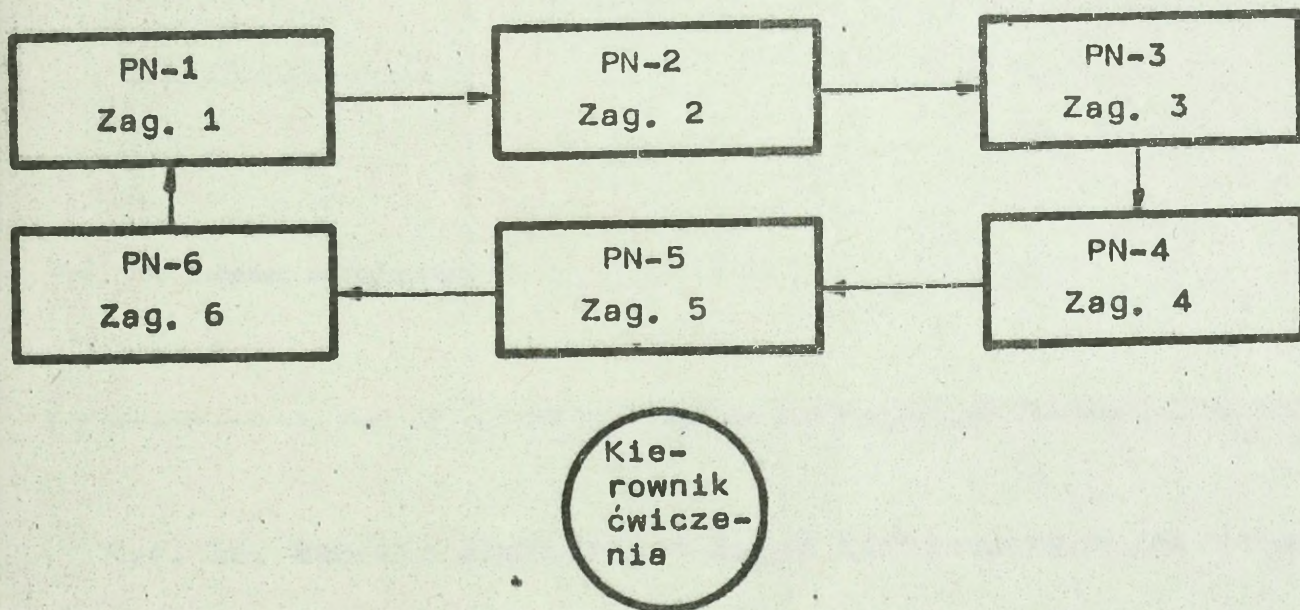 PN-1
Zag. 1
PN-2
Zag. 2
PN-3
Zag. 3
PN-6
Zag. 6
PN-5
Zag. 5
PN-4
Zag. 4
Kie-
rownik
ćwicze-
nia